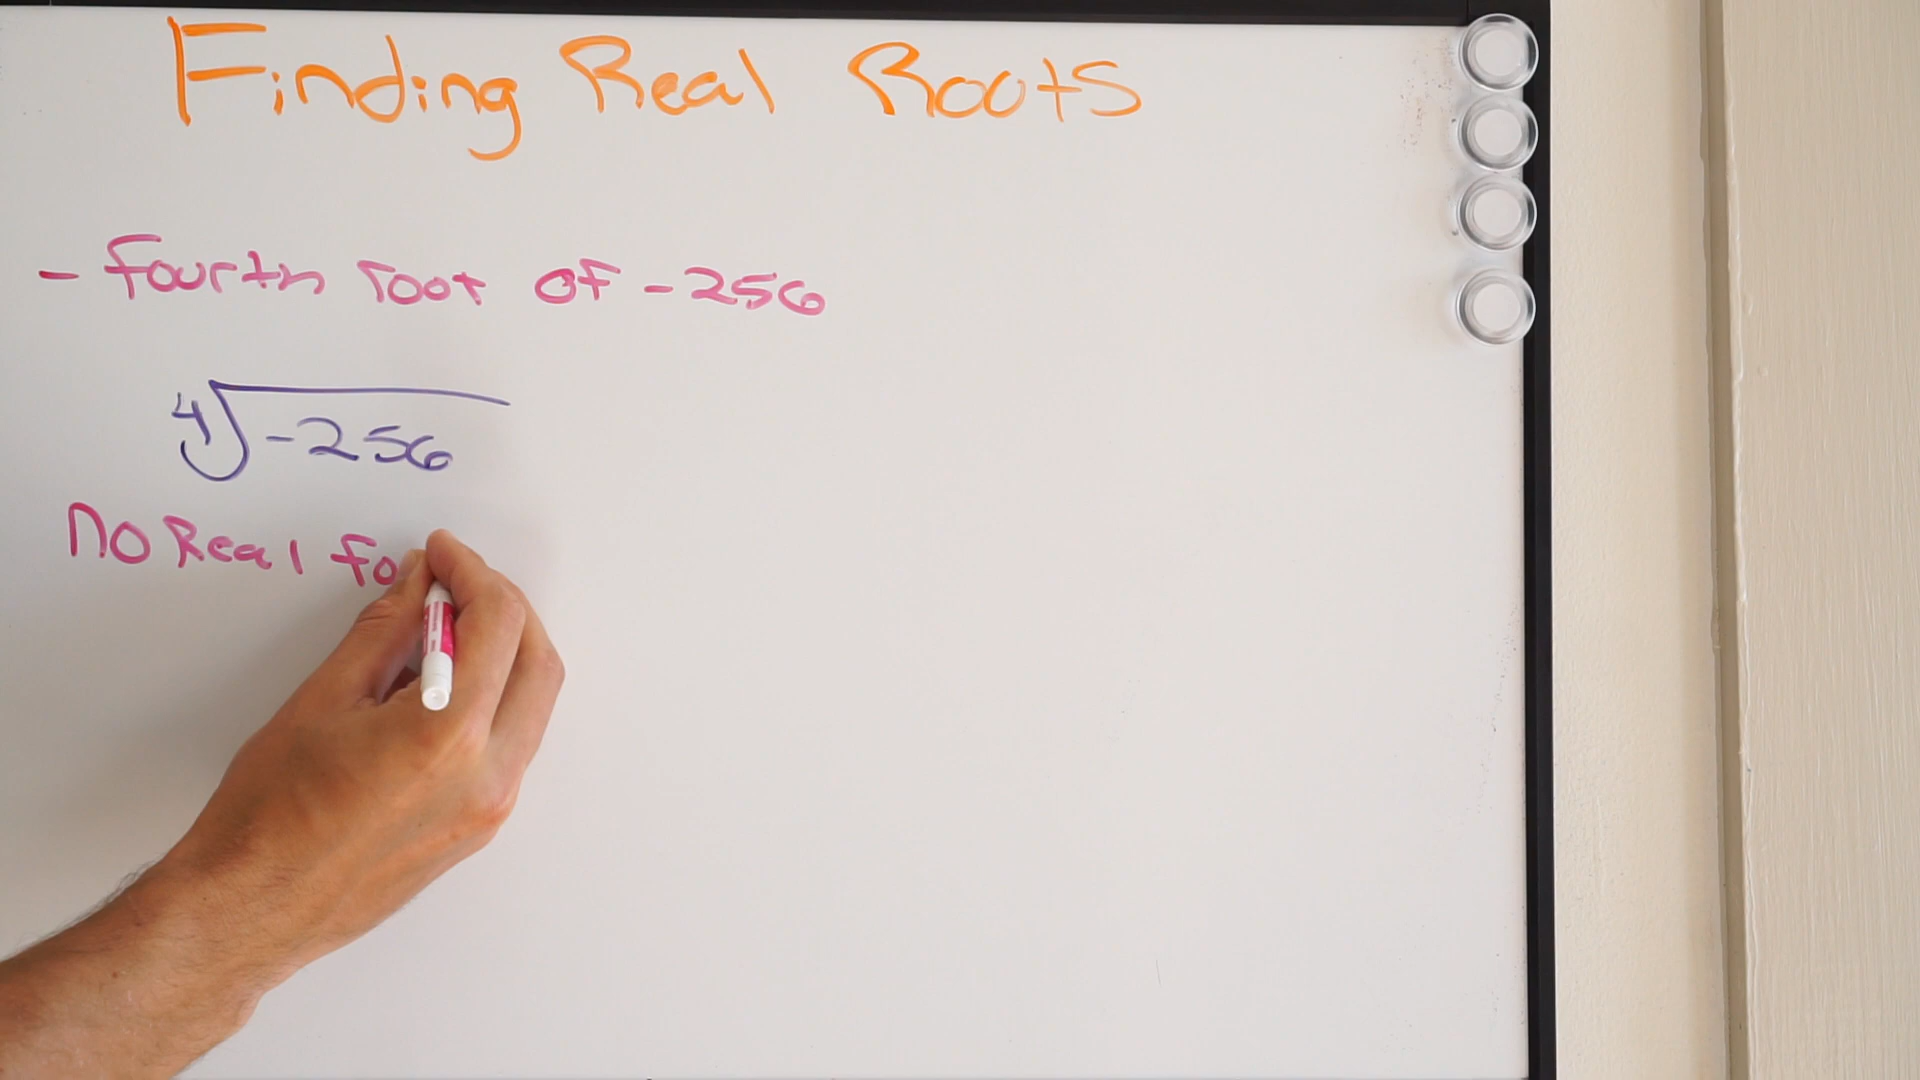 Finding Real Roots
- fourth root of -256
4√-256
no Real fo